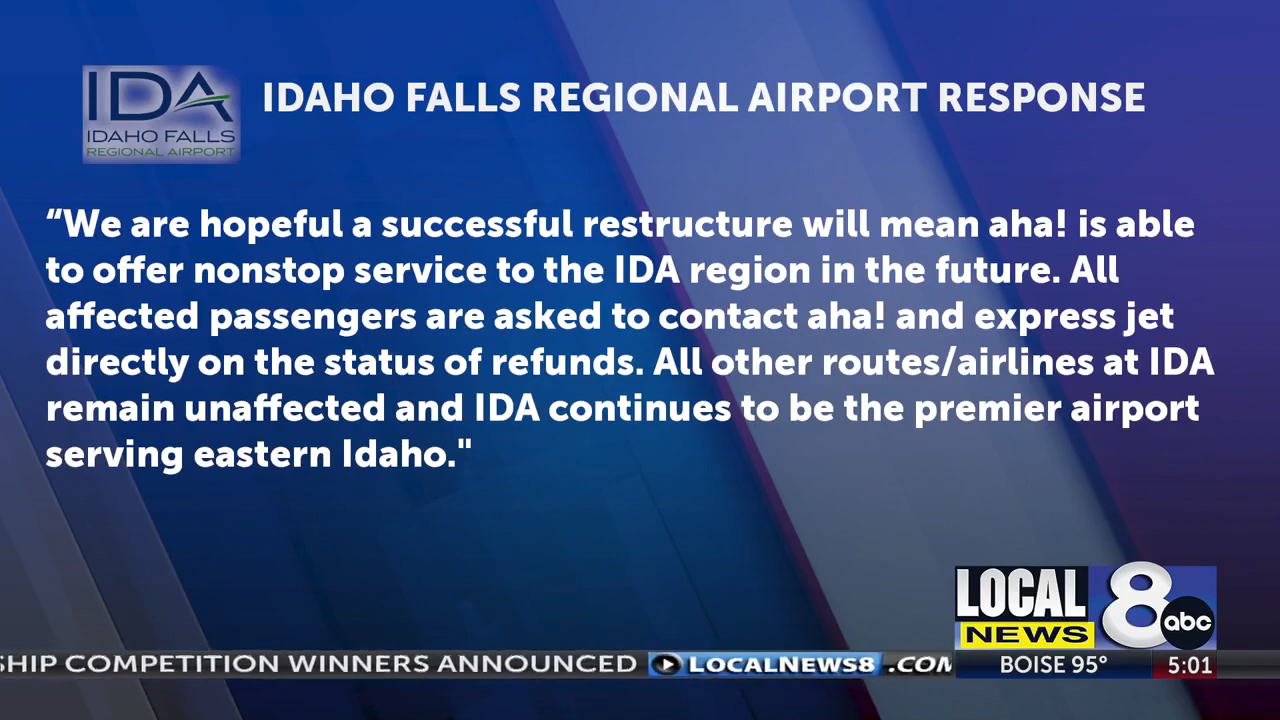 IDA
IDAHO FALLS
REGIONAL AIRPORT
IDAHO FALLS REGIONAL AIRPORT RESPONSE
“We are hopeful a successful restructure will mean aha! is able
to offer nonstop service to the IDA region in the future. All
affected passengers are asked to contact aha! and express jet
directly on the status of refunds. All other routes/airlines at IDA
remain unaffected and IDA continues to be the premier airport
serving eastern Idaho."
LOCAL
NEWS
8
abc
SHIP COMPETITION WINNERS ANNOUNCED LOCALNEWS8.COM
BOISE 95° 5:01